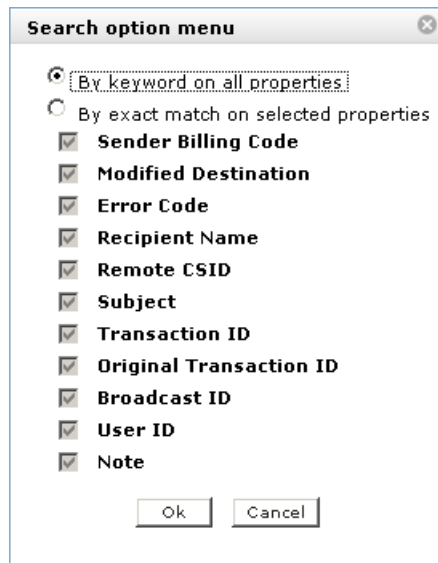 Search option menu
By keyword on all properties
By exact match on selected properties
Sender Billing Code
Modified Destination
Error Code
Recipient Name
Remote CSID
Subject
Transaction ID
Original Transaction ID
Broadcast ID
User ID
Note
Ok Cancel